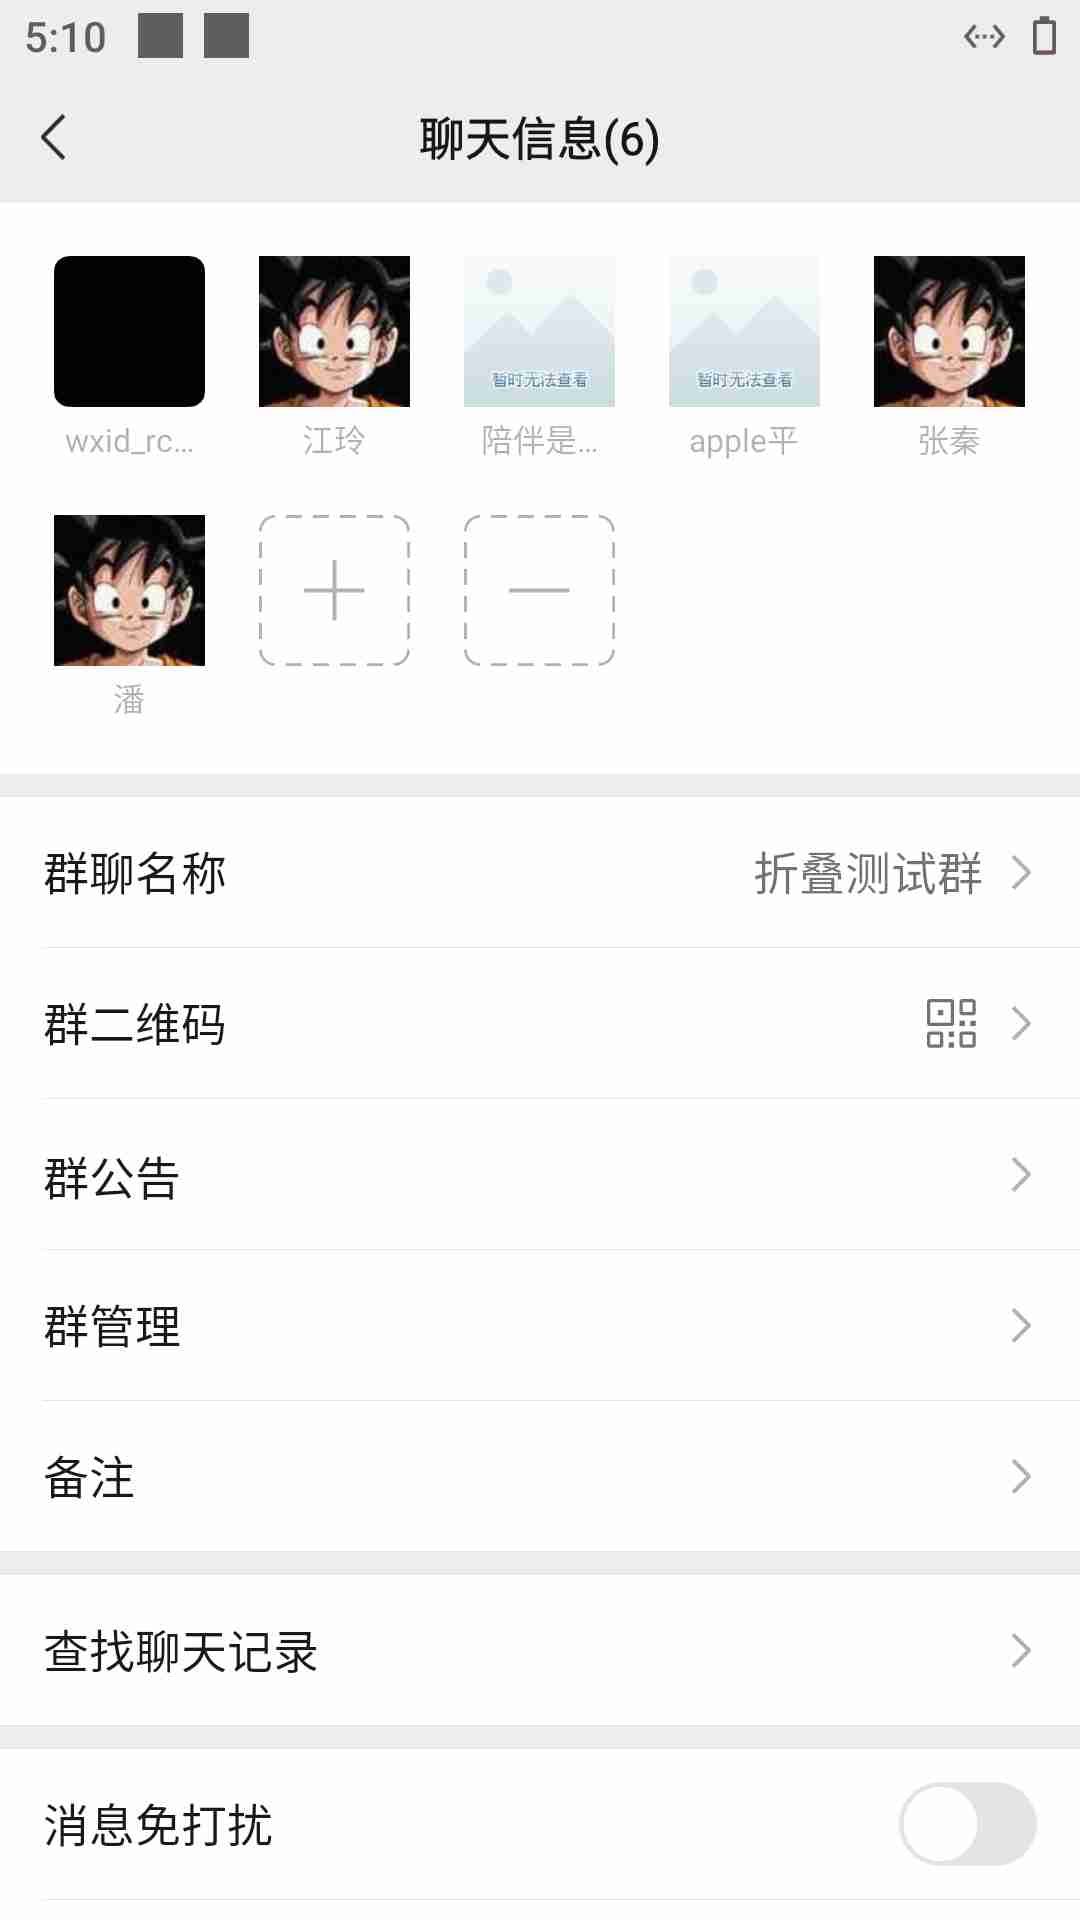 5:10
聊天信息(6)
wxid_rc...
江玲
陪伴是...
apple平
张秦
暂时无法查看
暂时无法查看
潘
群聊名称
折叠测试群
群二维码
群公告
群管理
备注
查找聊天记录
消息免打扰